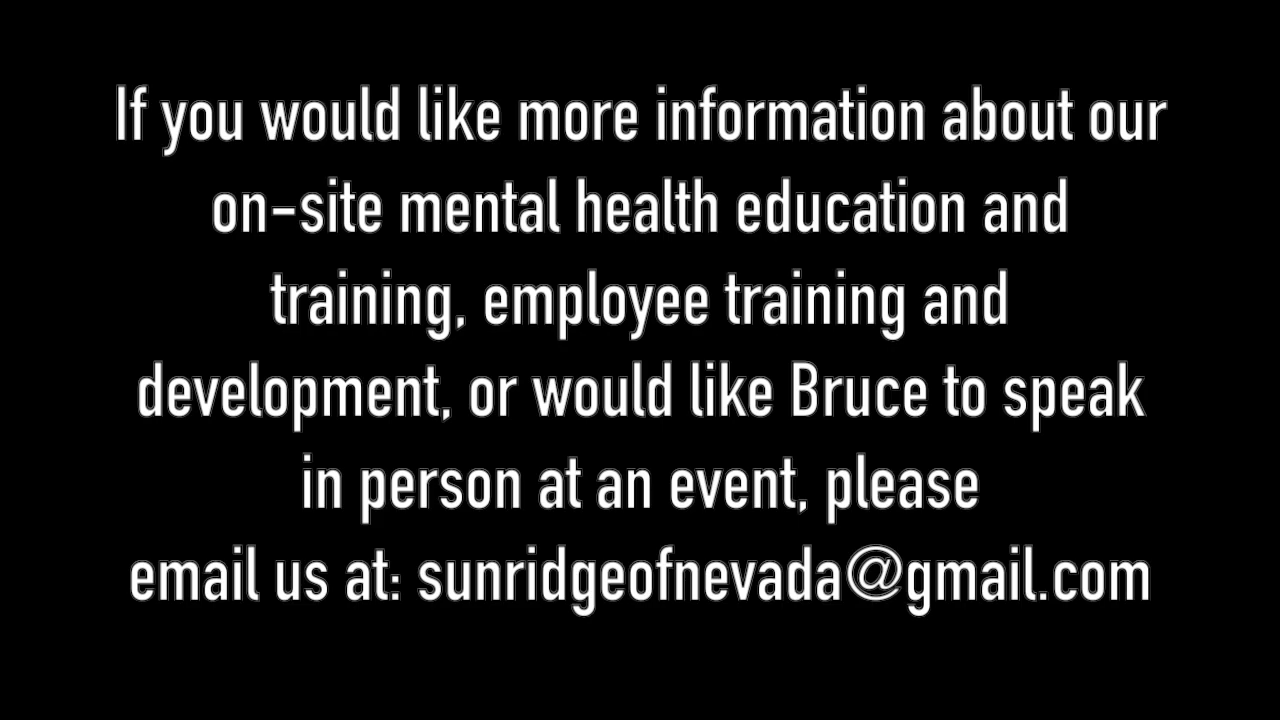 If you would like more information about our
on-site mental health education and
training, employee training and
development, or would like Bruce to speak
in person at an event, please
email us at: sunridgeofnevada@gmail.com